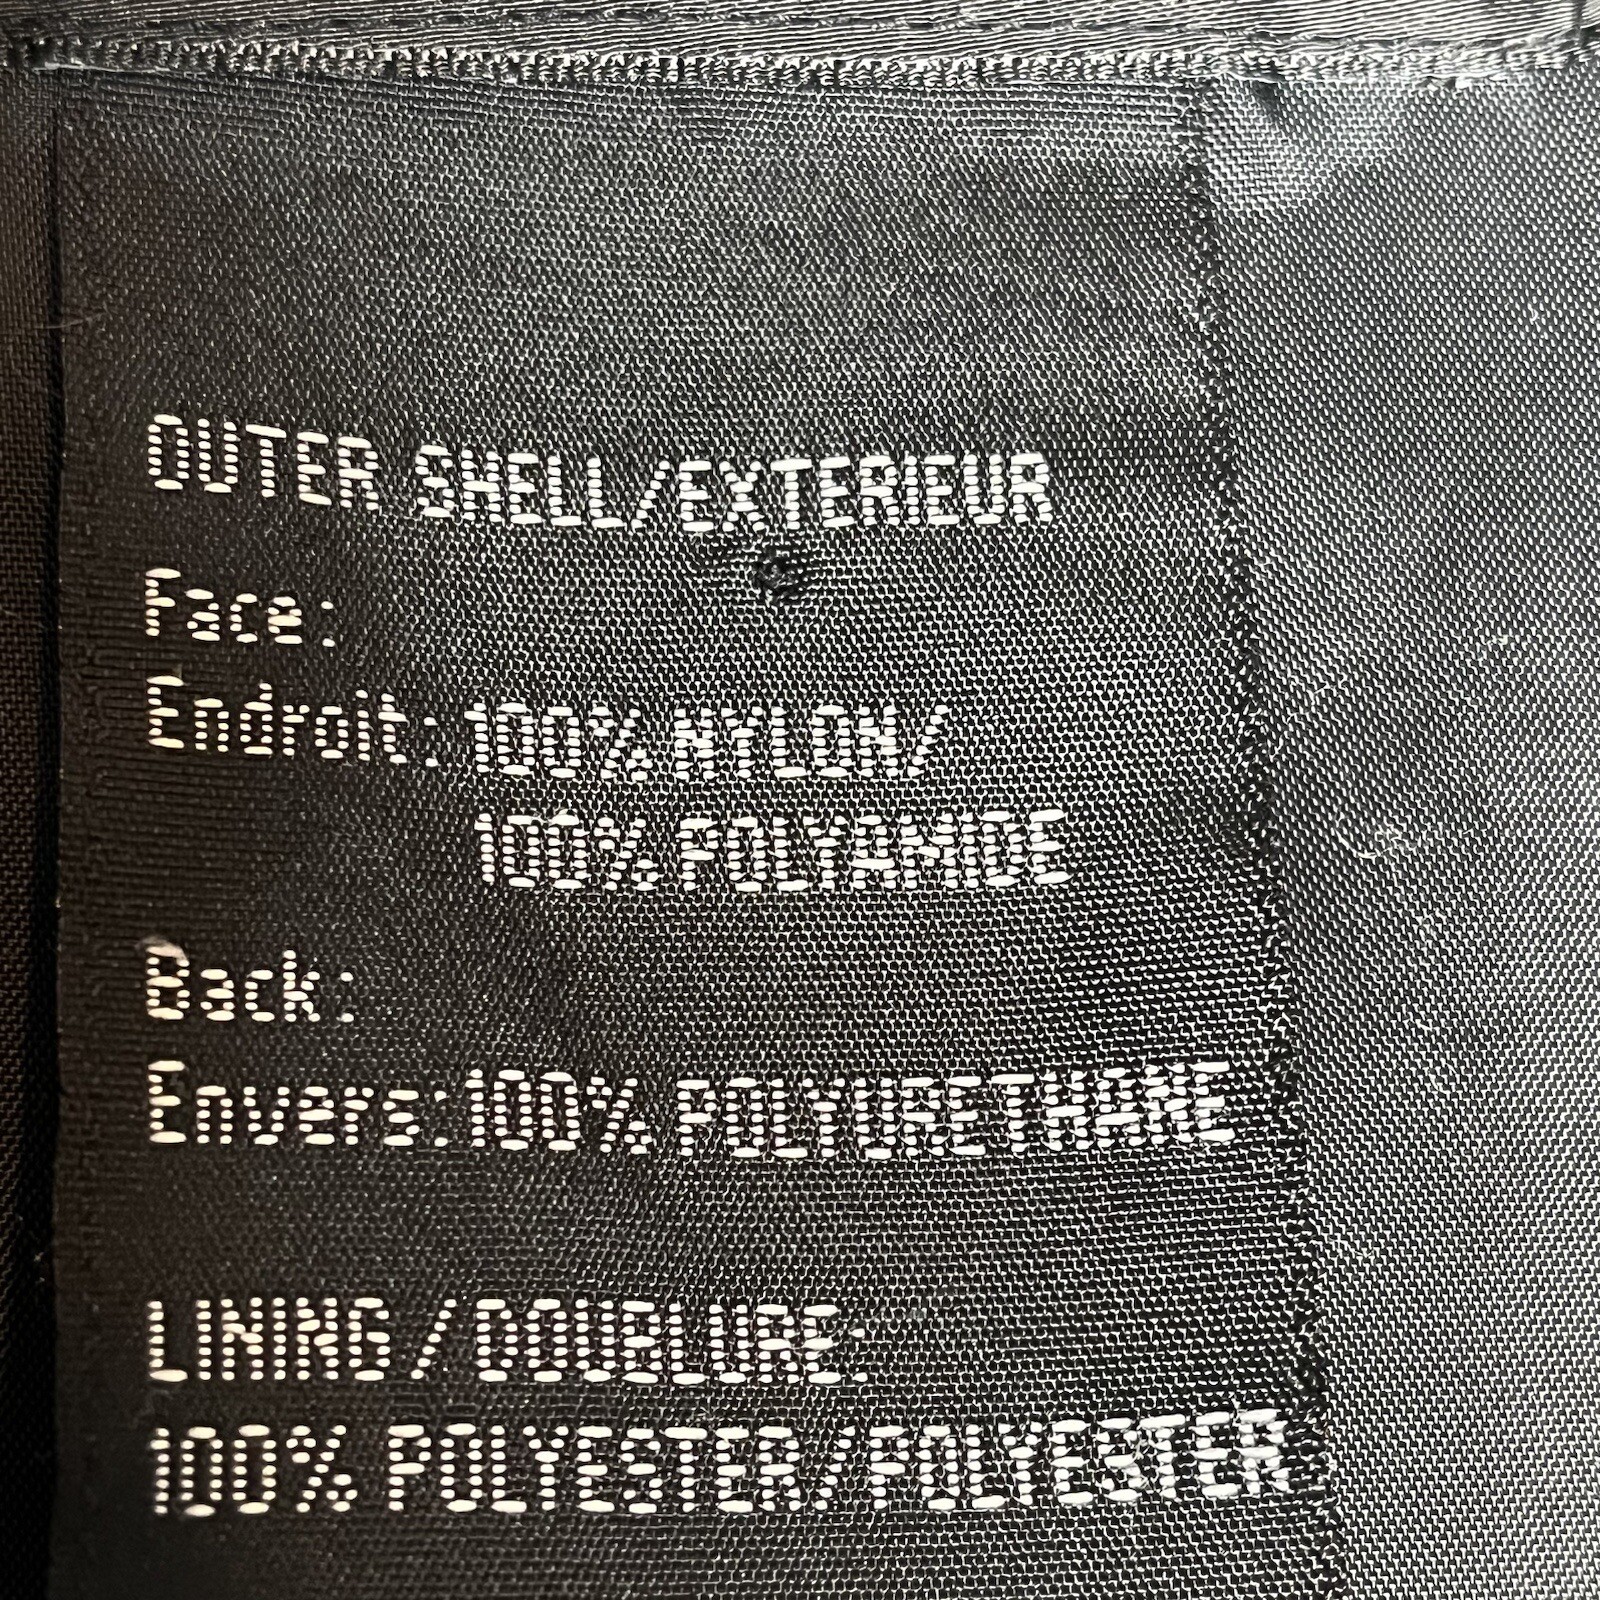 OUTER SHELL/EXTERIEUR
Face:
Endroit: 100% NYLON/
100% POLYAMIDE
Back:
Envers: 100% POLYURETHANE
LINING/DOUBLURE:
100% POLYESTER/POLYESTER